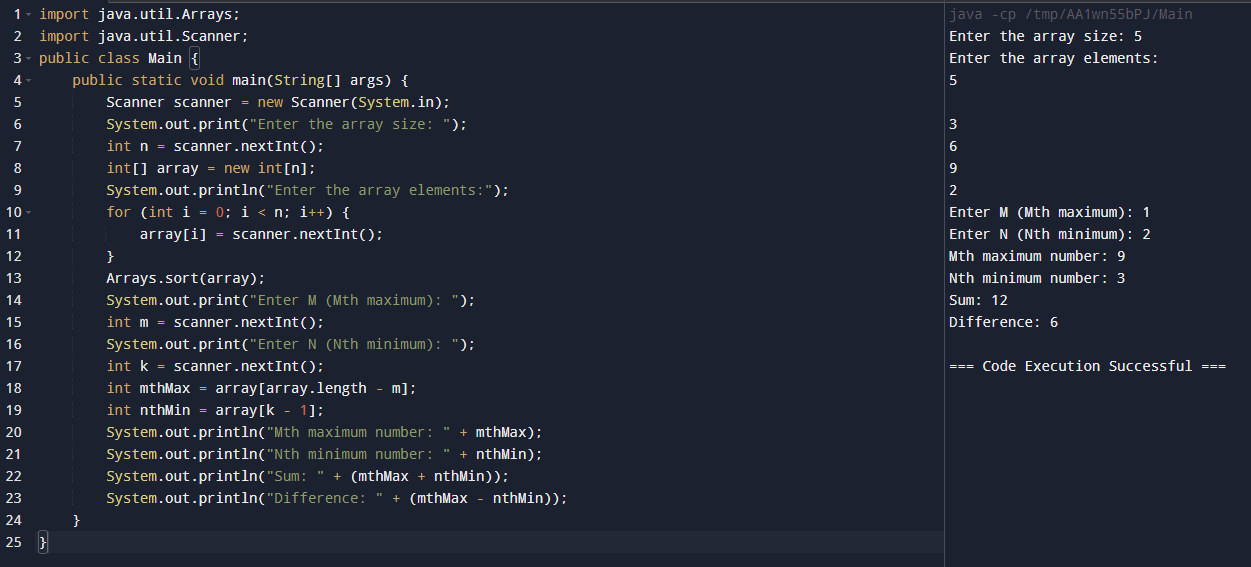 1 import java.util.Arrays;
2 import java.util.Scanner;
3 public class Main {
4     public static void main(String[] args) {
5         Scanner scanner = new Scanner(System.in);
6         System.out.print("Enter the array size: ");
7         int n = scanner.nextInt();
8         int[] array = new int[n];
9         System.out.println("Enter the array elements:");
10         for (int i = 0; i < n; i++) {
11             array[i] = scanner.nextInt();
12         }
13         Arrays.sort(array);
14         System.out.print("Enter M (Mth maximum): ");
15         int m = scanner.nextInt();
16         System.out.print("Enter N (Nth minimum): ");
17         int k = scanner.nextInt();
18         int mthMax = array[array.length - m];
19         int nthMin = array[k - 1];
20         System.out.println("Mth maximum number: " + mthMax);
21         System.out.println("Nth minimum number: " + nthMin);
22         System.out.println("Sum: " + (mthMax + nthMin));
23         System.out.println("Difference: " + (mthMax - nthMin));
24     }
25 }
java -cp /tmp/AA1wn55bPJ/Main
Enter the array size: 5
Enter the array elements:
5
3
6
9
2
Enter M (Mth maximum): 1
Enter N (Nth minimum): 2
Mth maximum number: 9
Nth minimum number: 3
Sum: 12
Difference: 6
=== Code Execution Successful ===